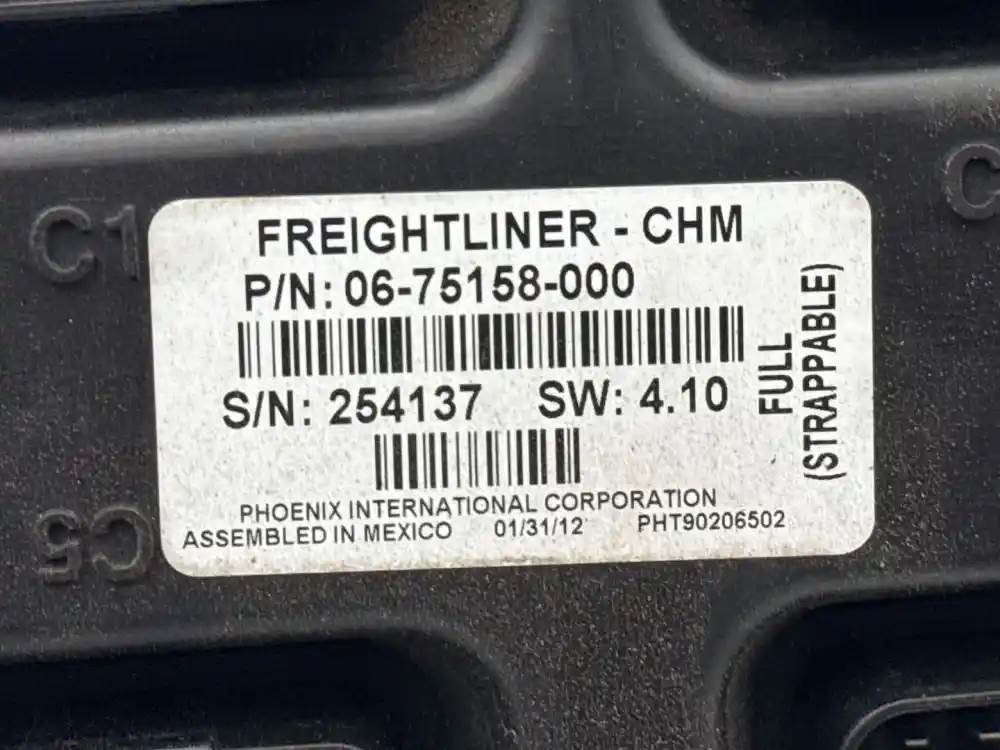 C1
C
FREIGHTLINER - CHM
P/N: 06-75158-000
S/N: 254137 SW: 4.10
FULL
(STRAPPABLE)
PHOENIX INTERNATIONAL CORPORATION
ASSEMBLED IN MEXICO 01/31/12 PHT90206502
C5